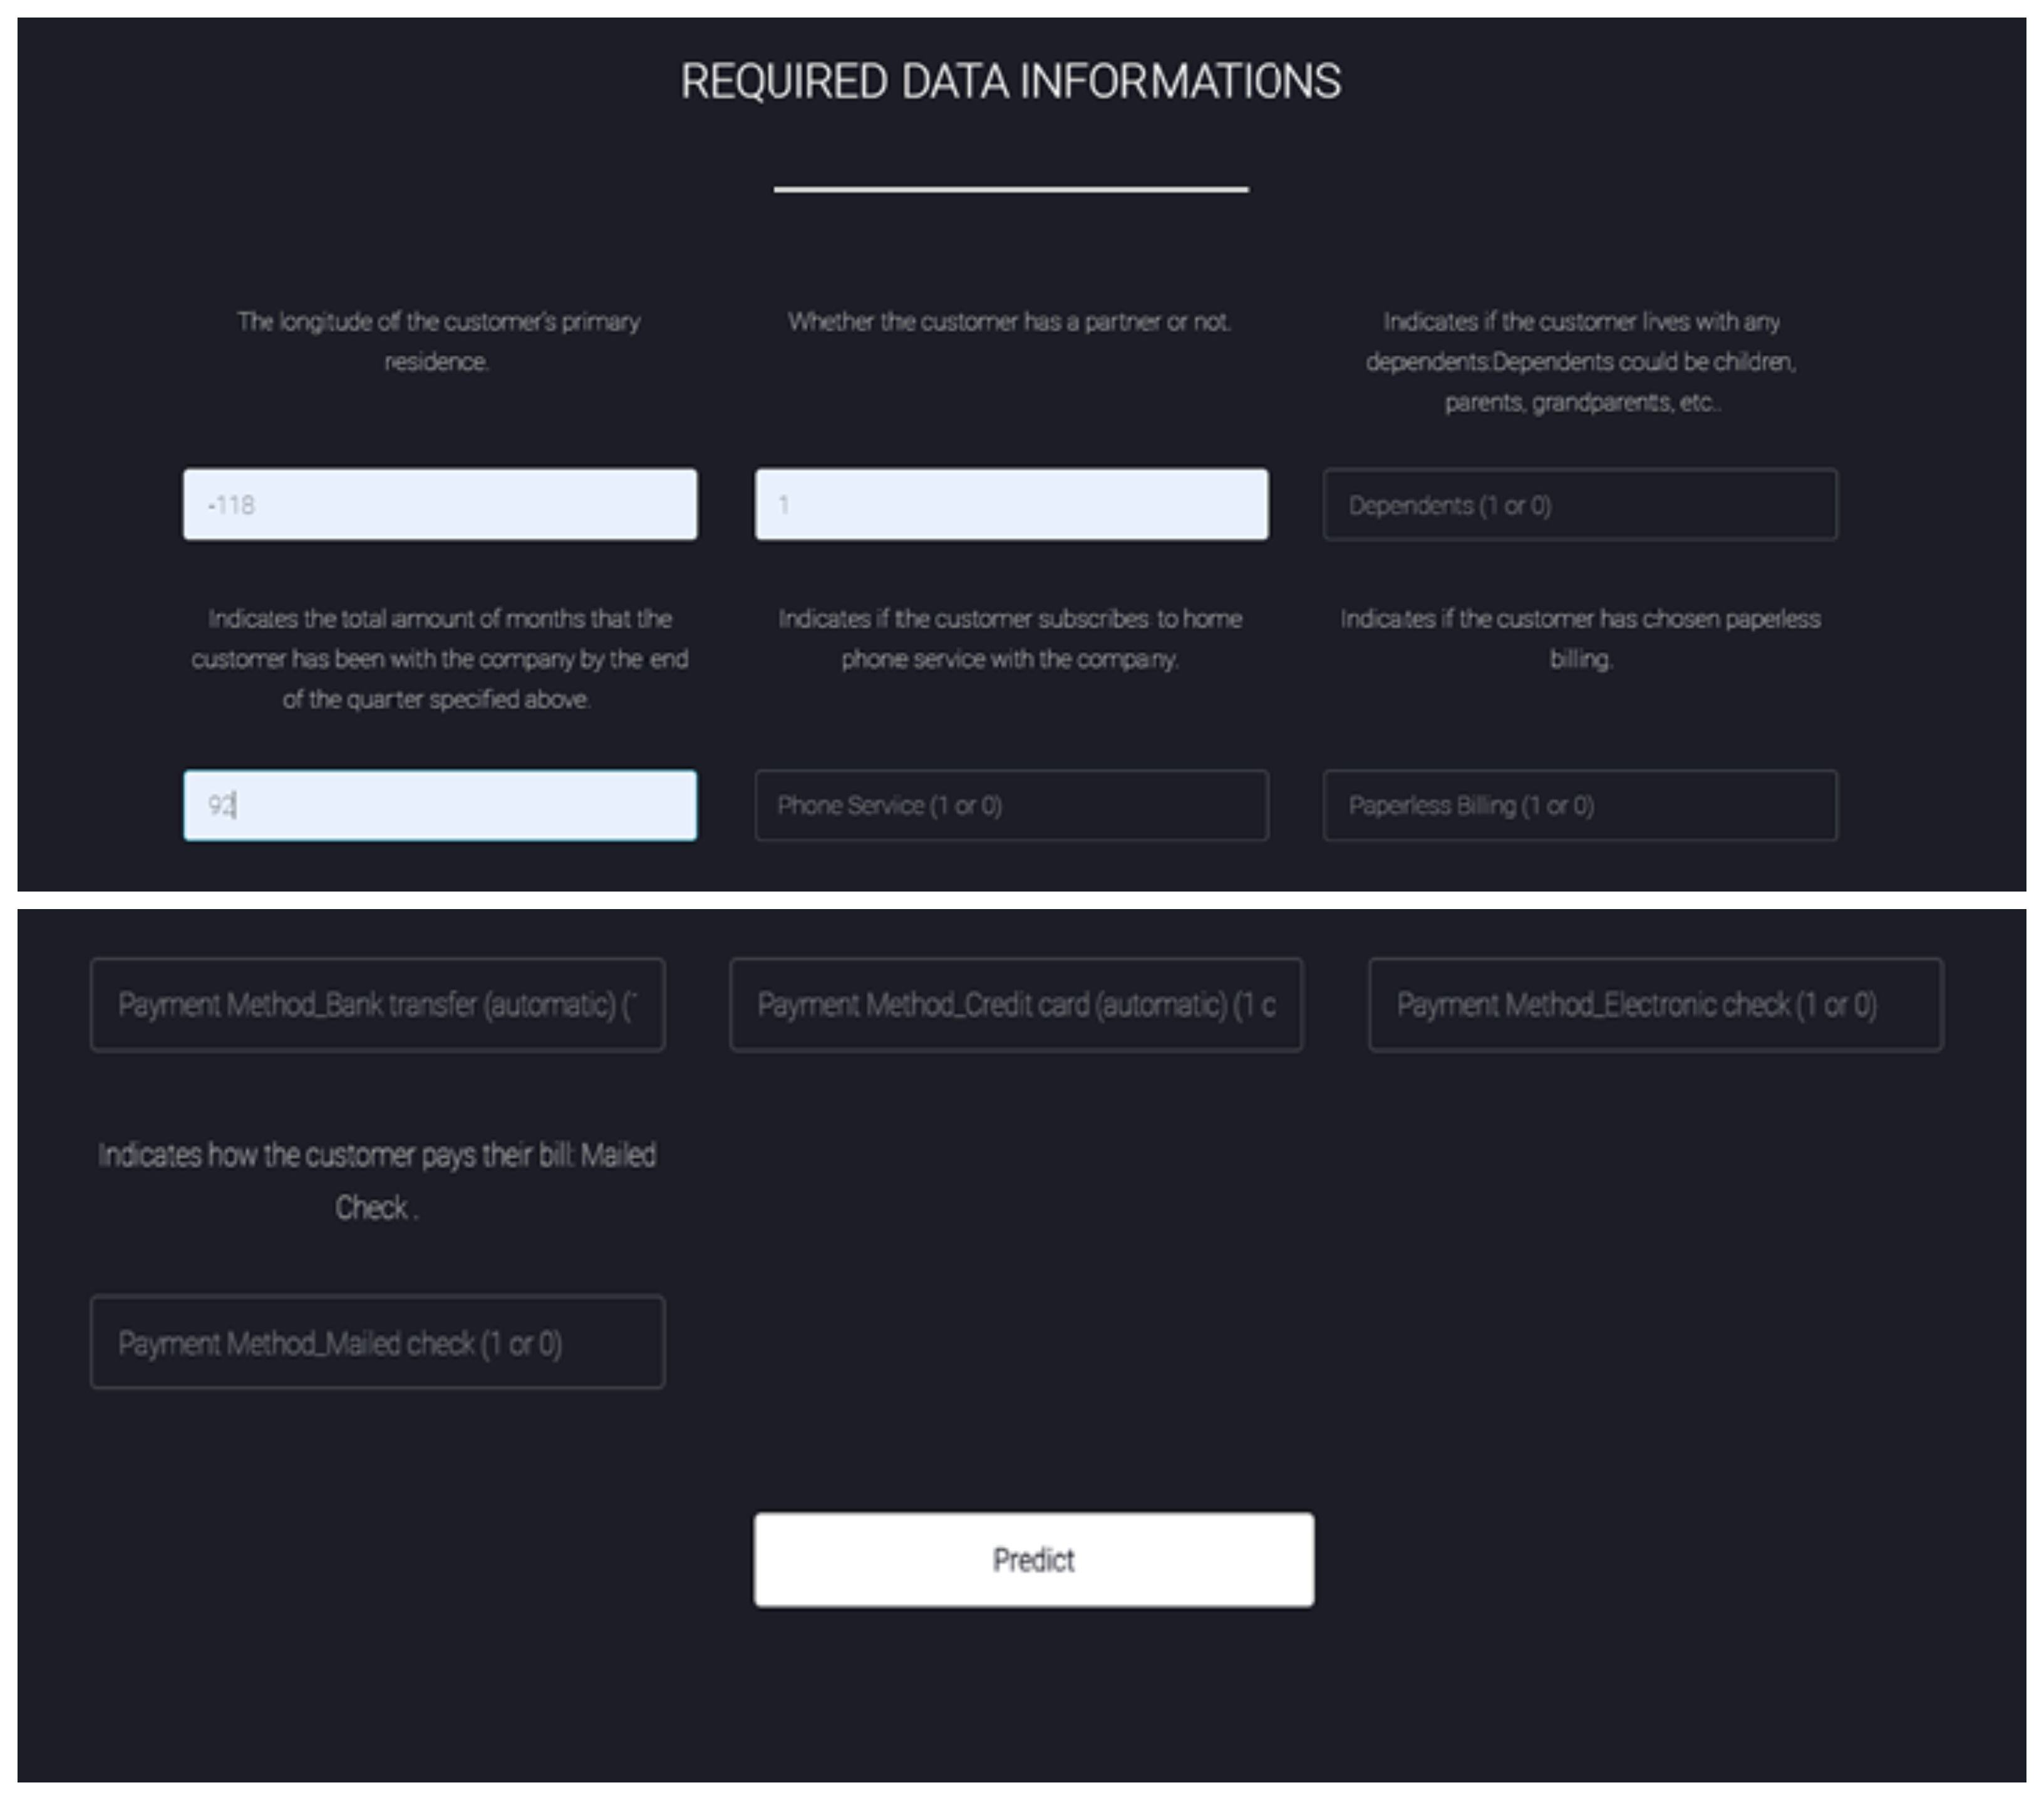 REQUIRED DATA INFORMATIONS
The longitude of the customer's primary
residence.
Whether the customer has a partner or not.
Indicates if the customer lives with any
dependents:Dependents could be children,
parents, grandparents, etc..
-118
1
Dependents (1 or 0)
Indicates the total amount of months that the
customer has been with the company by the end
of the quarter specified above.
Indicates if the customer subscribes to home
phone service with the company.
Indicates if the customer has chosen paperless
billing.
92
Phone Service (1 or 0)
Paperless Billing (1 or 0)
Payment Method_Bank transfer (automatic) (1
Payment Method_Credit card (automatic) (1 o
Payment Method_Electronic check (1 or 0)
Indicates how the customer pays their bill: Mailed
Check .
Payment Method_Mailed check (1 or 0)
Predict